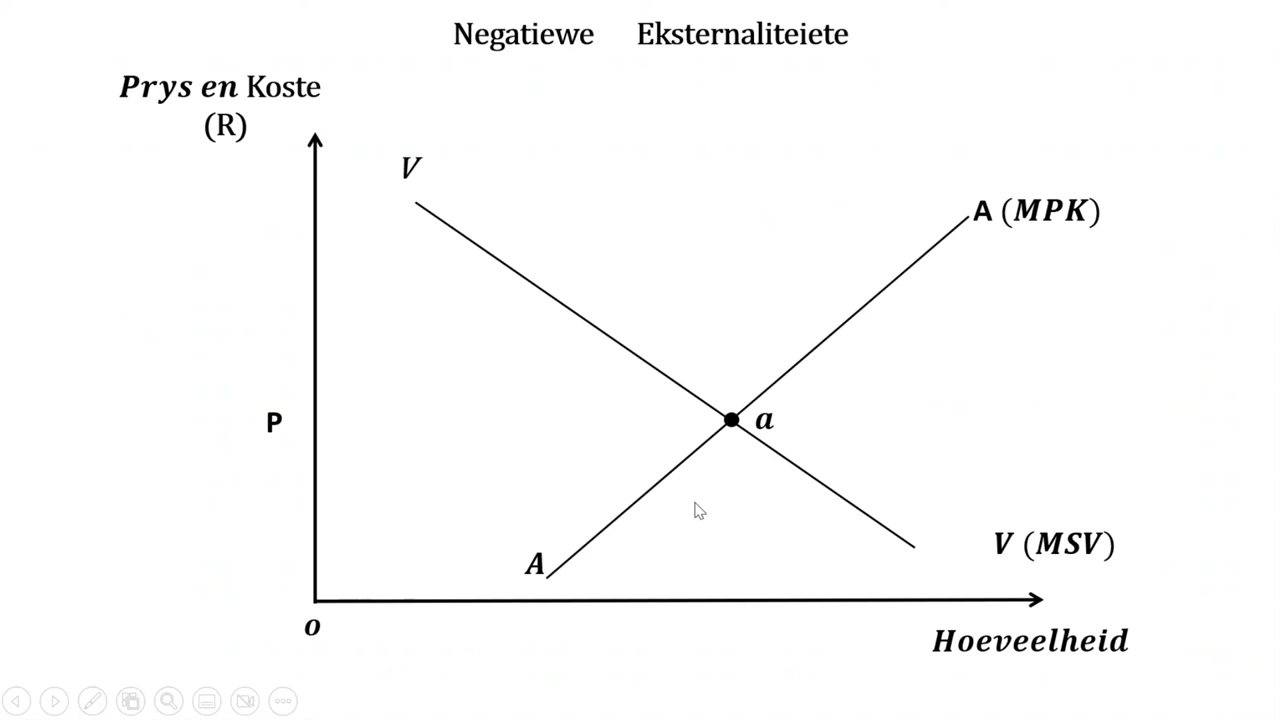 Negatiewe Eksternaliteiete
Prys en Koste
(R)
V
A (MPK)
P
a
A
V (MSV)
o
Hoeveelheid